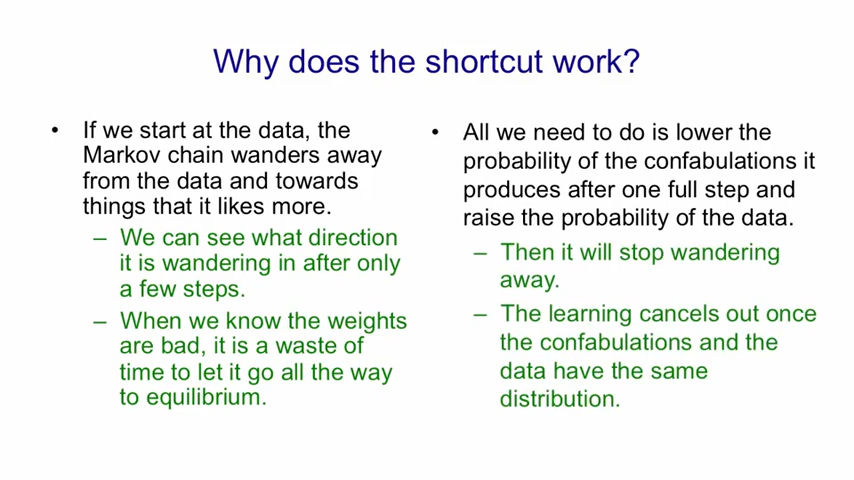 Why does the shortcut work?
• If we start at the data, the
Markov chain wanders away
from the data and towards
things that it likes more.
– We can see what direction
it is wandering in after only
a few steps.
– When we know the weights
are bad, it is a waste of
time to let it go all the way
to equilibrium.
• All we need to do is lower the
probability of the confabulations it
produces after one full step and
raise the probability of the data.
– Then it will stop wandering
away.
– The learning cancels out once
the confabulations and the
data have the same
distribution.